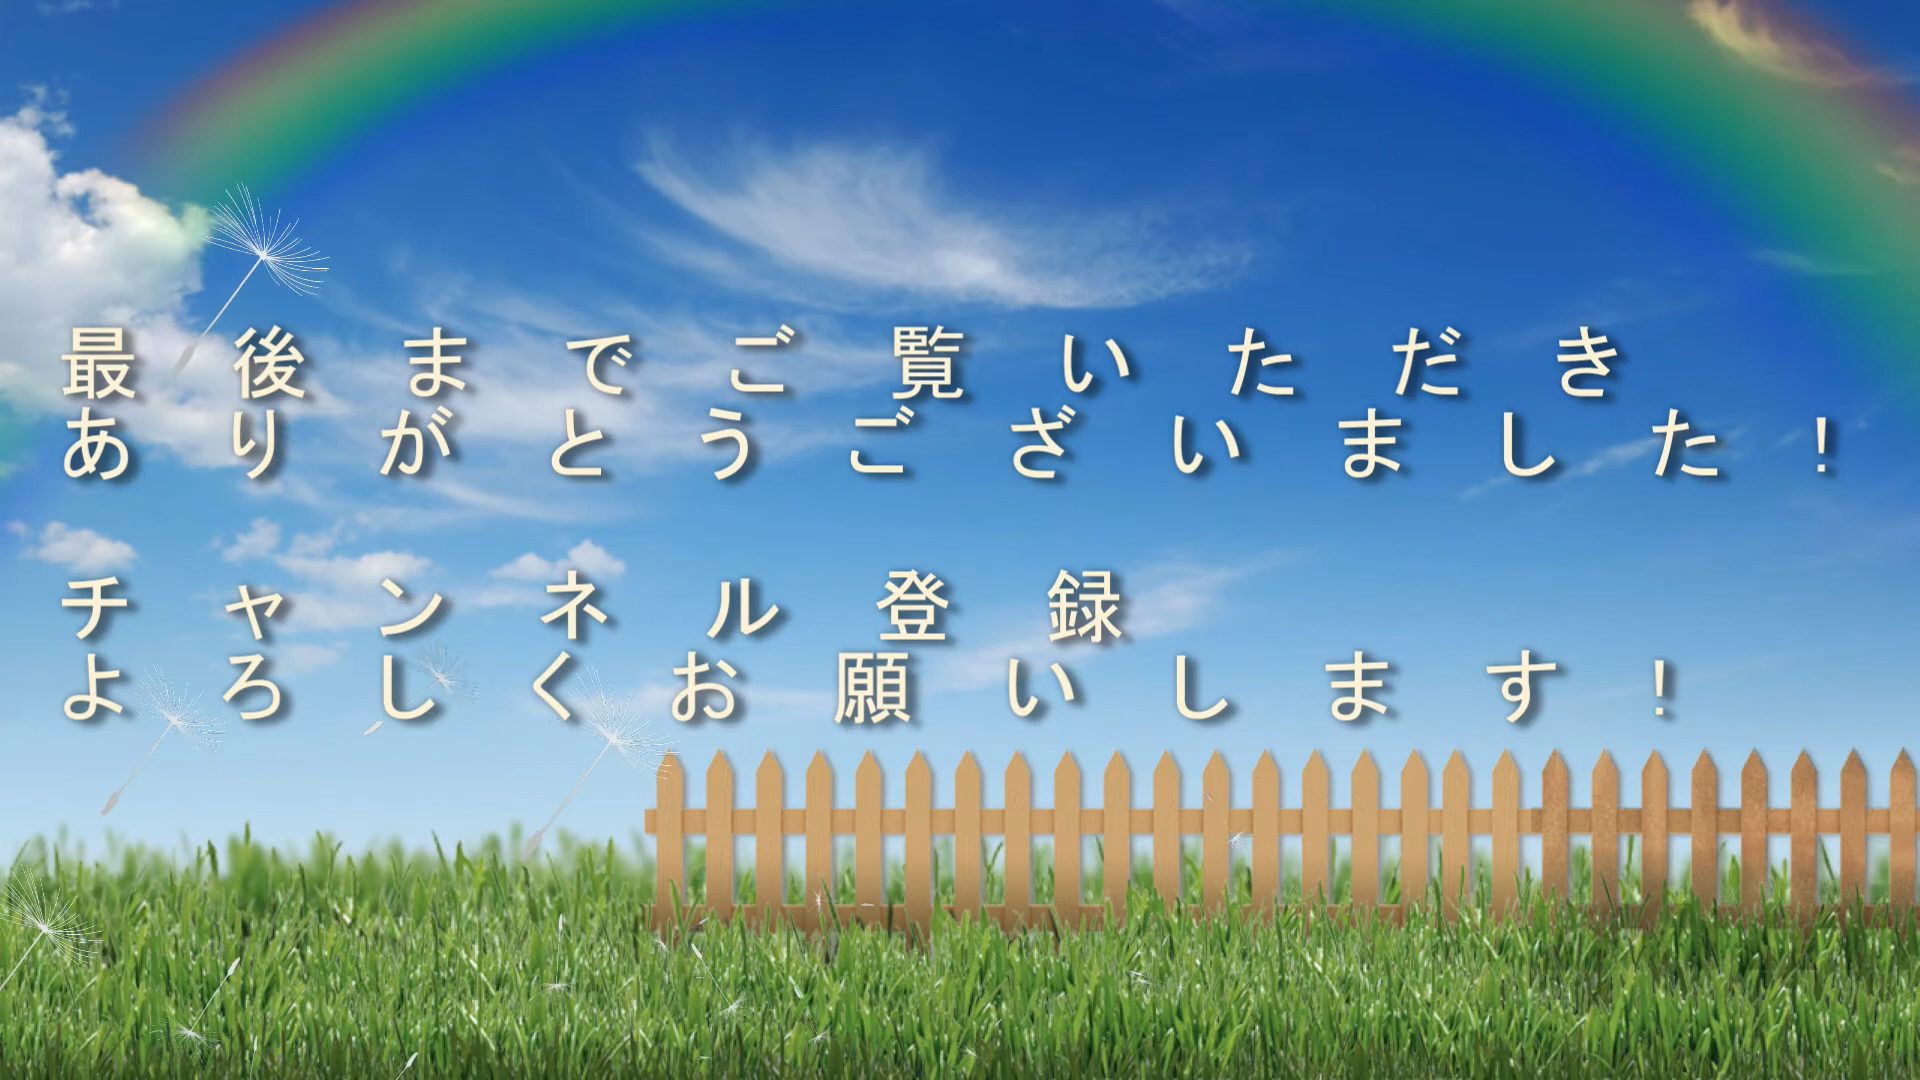 最後までご覧いただき
ありがとうございました！
チャンネル登録
よろしくお願いします！